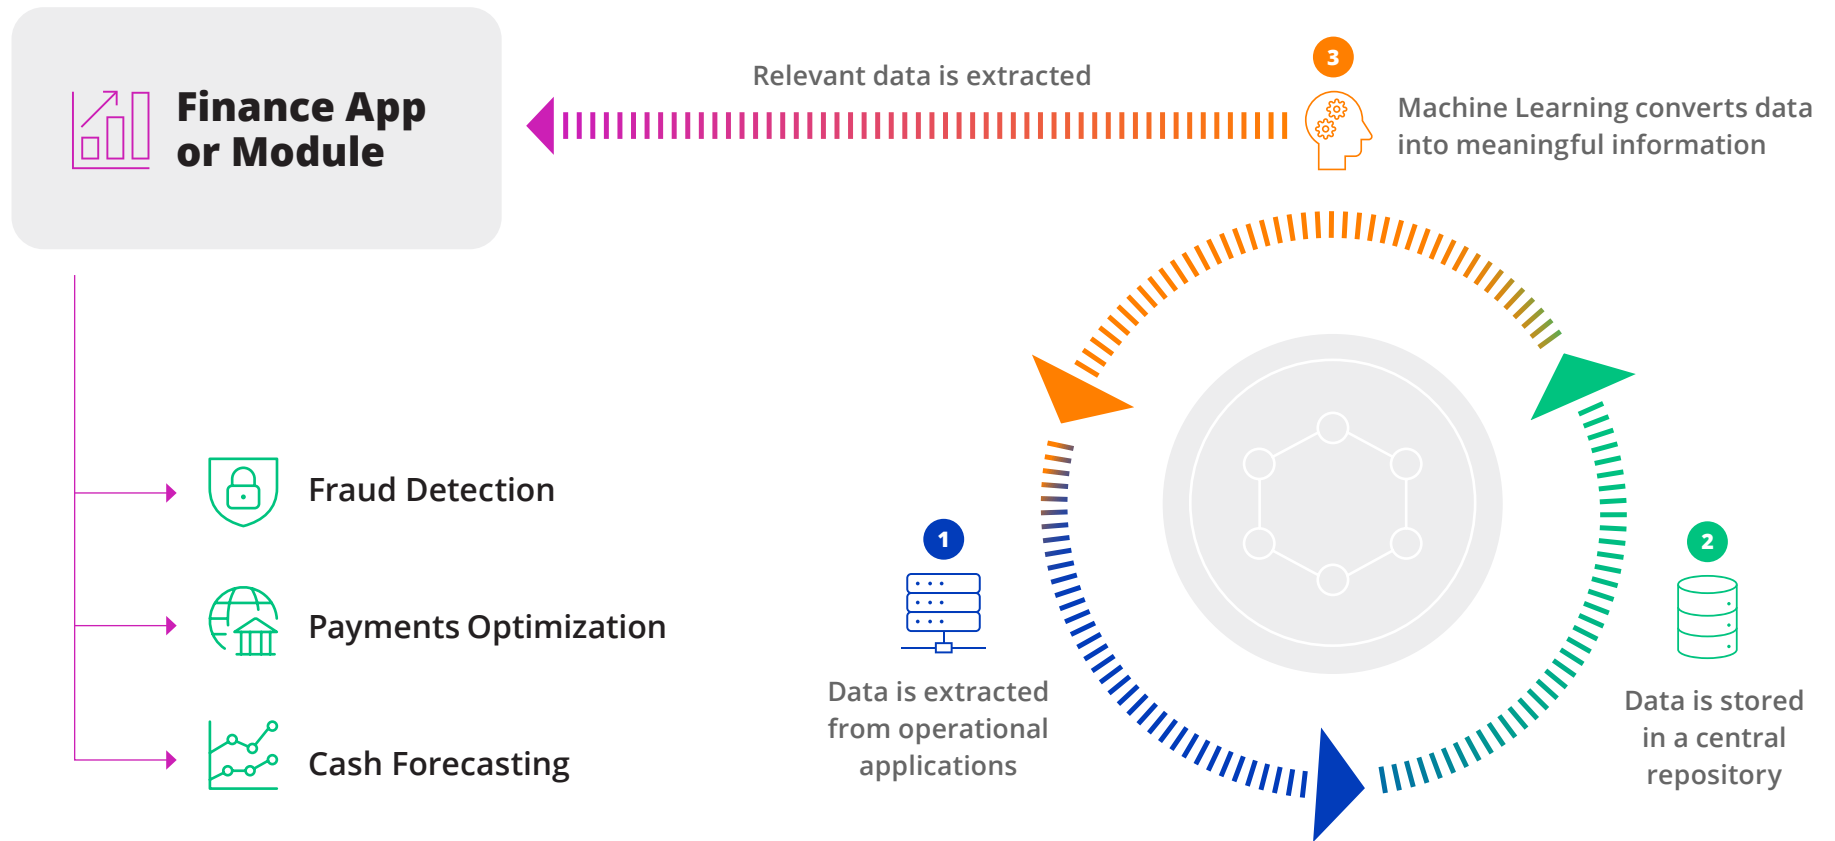 Finance App
or Module
Relevant data is extracted
3
Machine Learning converts data
into meaningful information
Fraud Detection
Payments Optimization
Cash Forecasting
1
Data is extracted
from operational
applications
2
Data is stored
in a central
repository